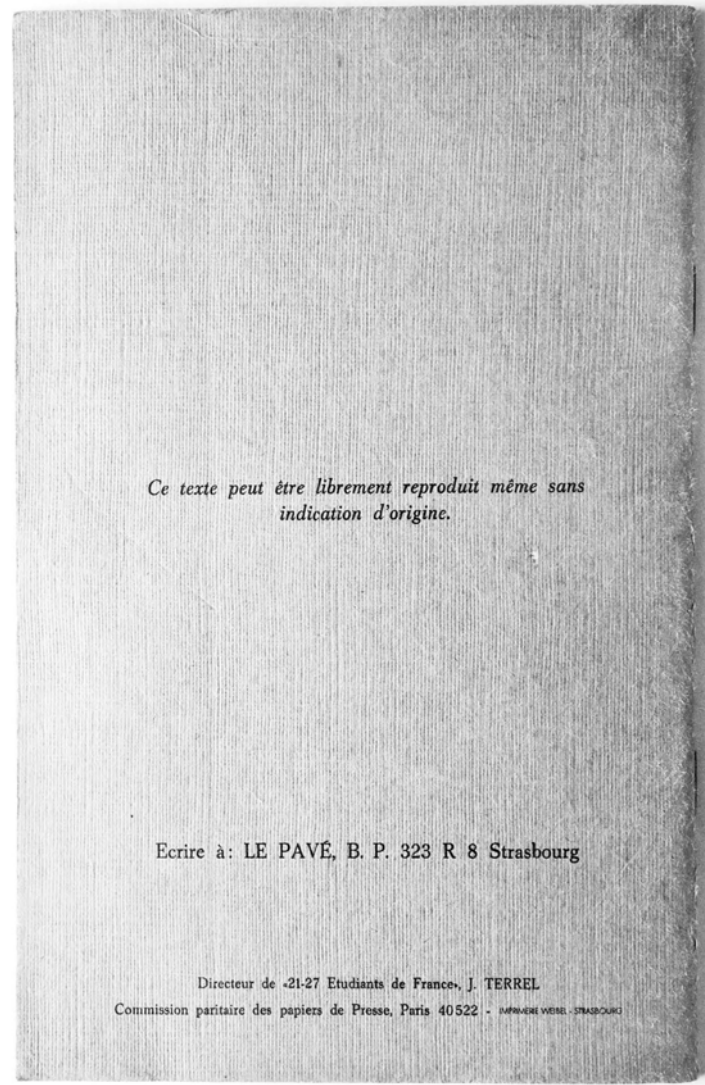 Ce texte peut être librement reproduit même sans
indication d'origine.
Ecrire à: LE PAVÉ, B. P. 323 R 8 Strasbourg
Directeur de «21-27 Etudiants de France», J. TERREL
Commission paritaire des papiers de Presse, Paris 40522 - IMPRIMERIE WEIBEL - STRASBOURG